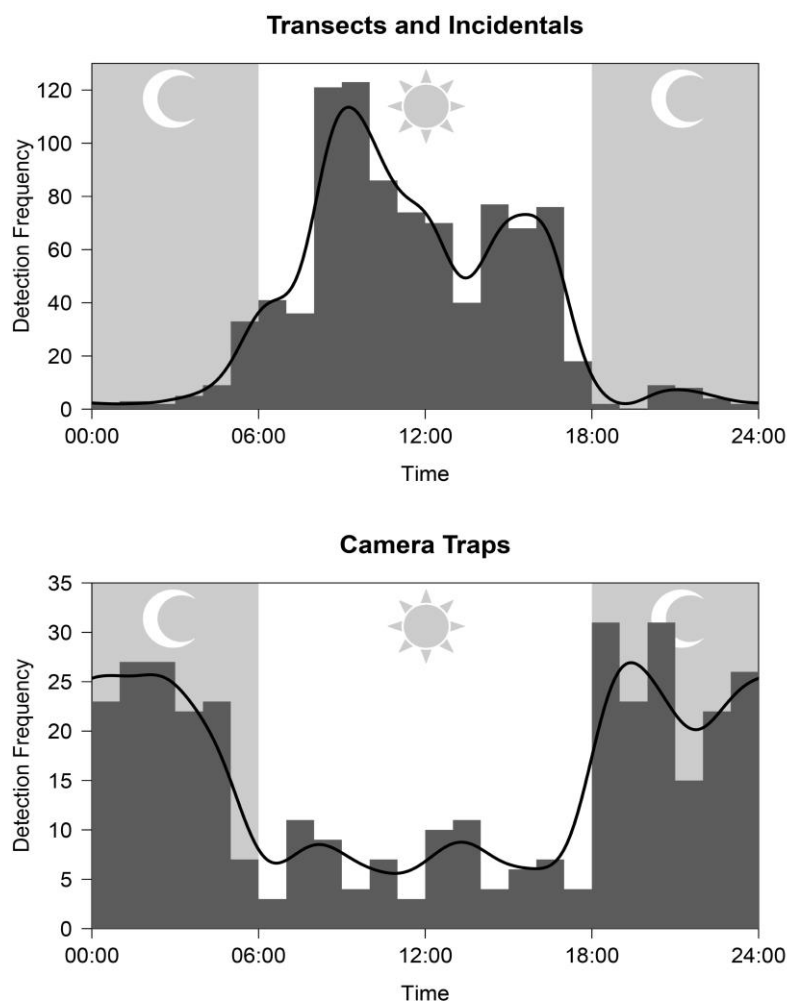 Transects and Incidentals
Detection Frequency
120
100
80
60
40
20
0
00:00 06:00 12:00 18:00 24:00
Time
Camera Traps
Detection Frequency
35
30
25
20
15
10
5
0
00:00 06:00 12:00 18:00 24:00
Time